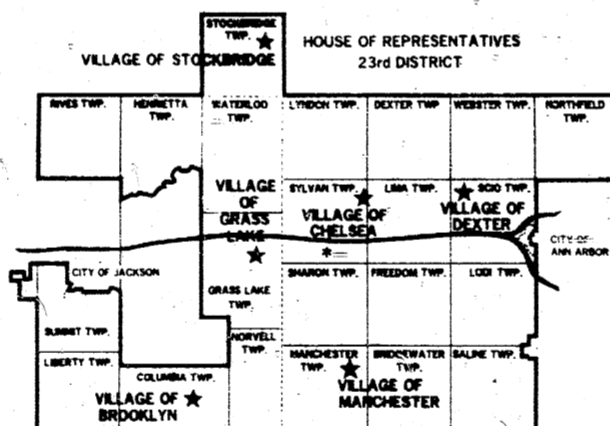 STOCKBRIDGE
TWP.
VILLAGE OF STOCKBRIDGE
HOUSE OF REPRESENTATIVES
23rd DISTRICT
RIVES TWP.
HENRIETTA
TWP.
WATERLOO
TWP.
LYNDON TWP.
DEXTER TWP.
WEBSTER TWP.
NORTHFIELD
TWP.
VILLAGE
OF
GRASS
LAKE
SYLVAN TWP.
LIMA TWP.
SCIO TWP.
VILLAGE OF
CHELSEA
VILLAGE OF
DEXTER
CITY OF
ANN ARBOR
CITY OF JACKSON
SHARON TWP.
FREEDOM TWP.
LODI TWP.
GRASS LAKE
TWP.
SUMMIT TWP.
NORVELL
TWP.
LIBERTY TWP.
COLUMBIA TWP.
MANCHESTER
TWP.
BRIDGEWATER
TWP.
SALINE TWP.
VILLAGE OF
BROOKLYN
VILLAGE OF
MANCHESTER